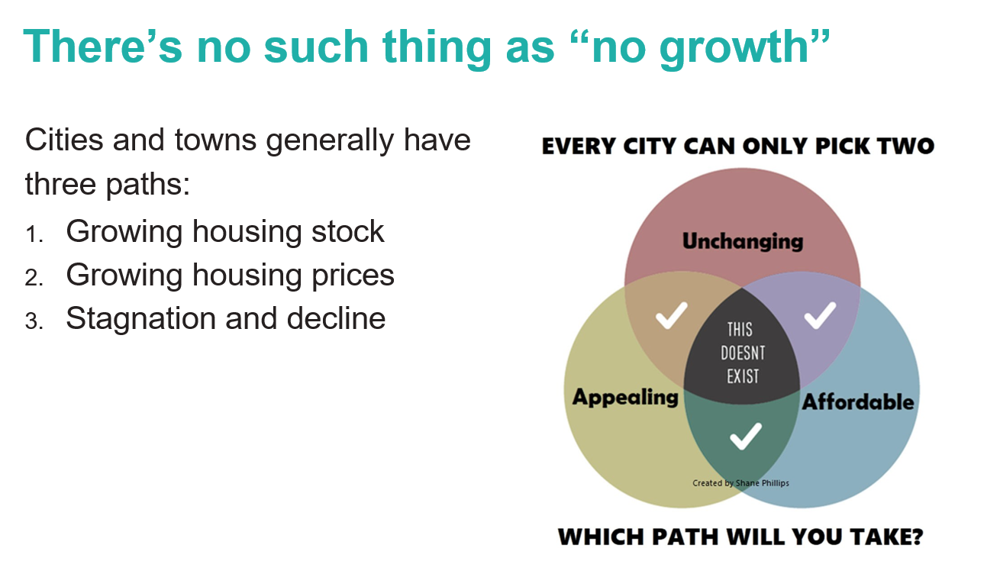 There’s no such thing as “no growth”
Cities and towns generally have
three paths:
1. Growing housing stock
2. Growing housing prices
3. Stagnation and decline
EVERY CITY CAN ONLY PICK TWO
Unchanging
THIS
DOESNT
EXIST
Appealing
Affordable
Created by Shane Phillips
WHICH PATH WILL YOU TAKE?